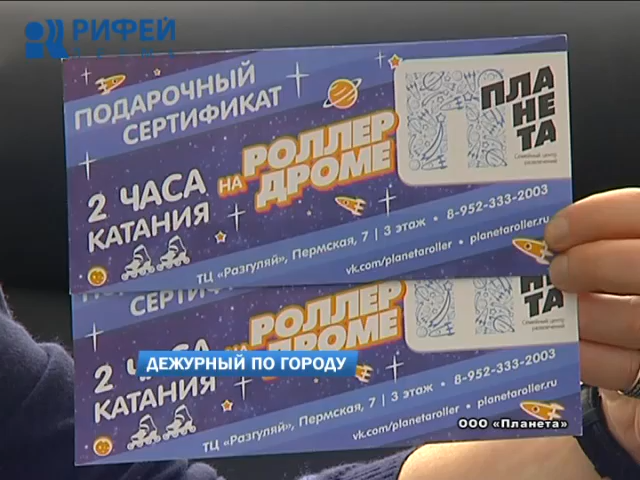 РИФЕЙ
ПОДАРОЧНЫЙ
СЕРТИФИКАТ
2 ЧАСА
КАТАНИЯ
НА
РОЛЛЕР
ДРОМЕ
ПЛА
НЕ
ТА
Семейный центр
развлечений
ТЦ «Разгуляй», Пермская, 7 | 3 этаж • 8-952-333-2003
vk.com/planetaroller • planetaroller.ru
СЕРТИФИКАТ
2 ЧАСА
КАТАНИЯ
НА
РОЛЛЕР
ДРОМЕ
НЕ
ТА
Семейный центр
развлечений
ТЦ «Разгуляй», Пермская, 7 | 3 этаж • 8-952-333-2003
vk.com/planetaroller • planetaroller.ru
ДЕЖУРНЫЙ ПО ГОРОДУ
ООО «Планета»